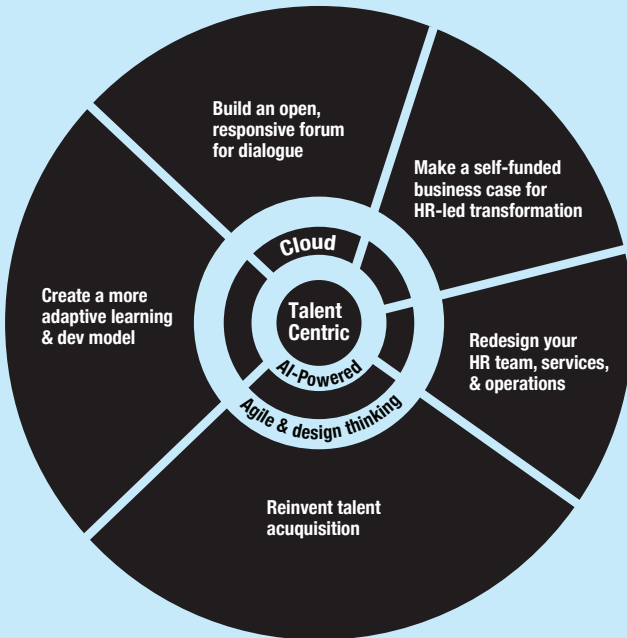 Build an open,
responsive forum
for dialogue
Make a self-funded
business case for
HR-led transformation
Cloud
Create a more
adaptive learning
& dev model
Talent
Centric
Redesign your
HR team, services,
& operations
AI-Powered
Agile & design thinking
Reinvent talent
acuquisition